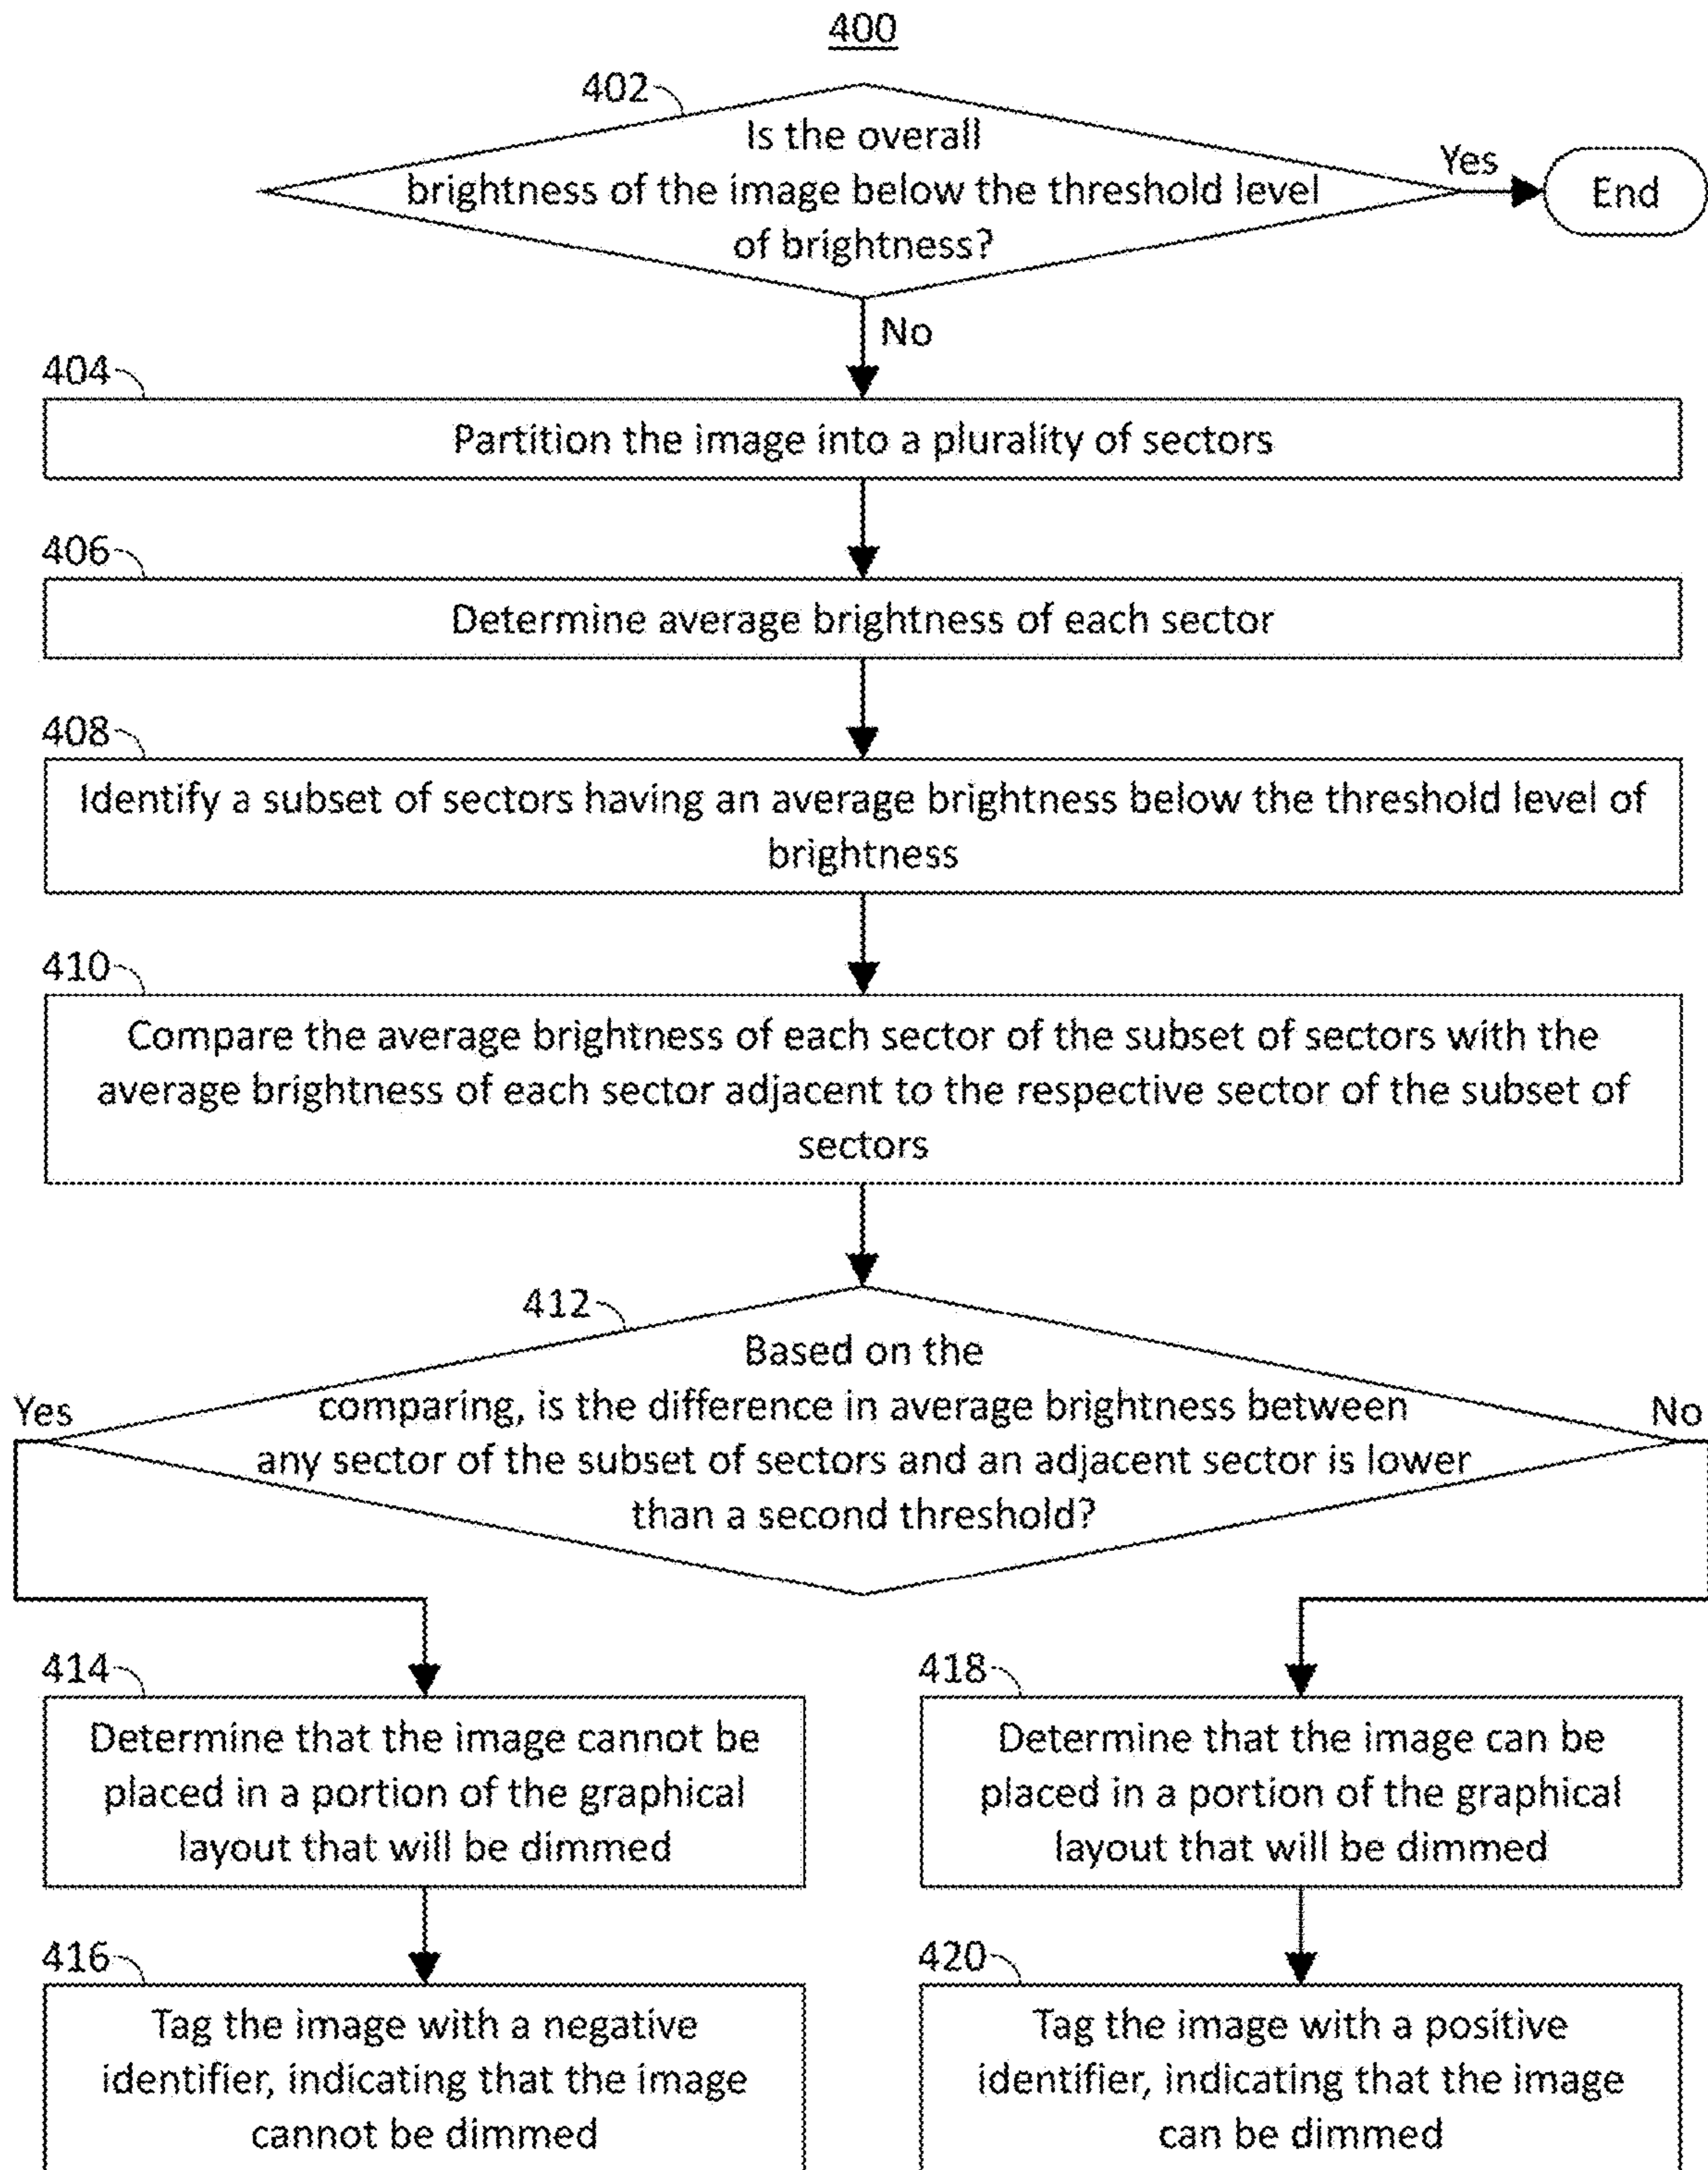 400
402
Is the overall
brightness of the image below the threshold level
of brightness?
Yes
End
No
404
Partition the image into a plurality of sectors
406
Determine average brightness of each sector
408
Identify a subset of sectors having an average brightness below the threshold level of
brightness
410
Compare the average brightness of each sector of the subset of sectors with the
average brightness of each sector adjacent to the respective sector of the subset of
sectors
412
Based on the
comparing, is the difference in average brightness between
any sector of the subset of sectors and an adjacent sector is lower
than a second threshold?
Yes
No
414
Determine that the image cannot be
placed in a portion of the graphical
layout that will be dimmed
418
Determine that the image can be
placed in a portion of the graphical
layout that will be dimmed
416
Tag the image with a negative
identifier, indicating that the image
cannot be dimmed
420
Tag the image with a positive
identifier, indicating that the image
can be dimmed